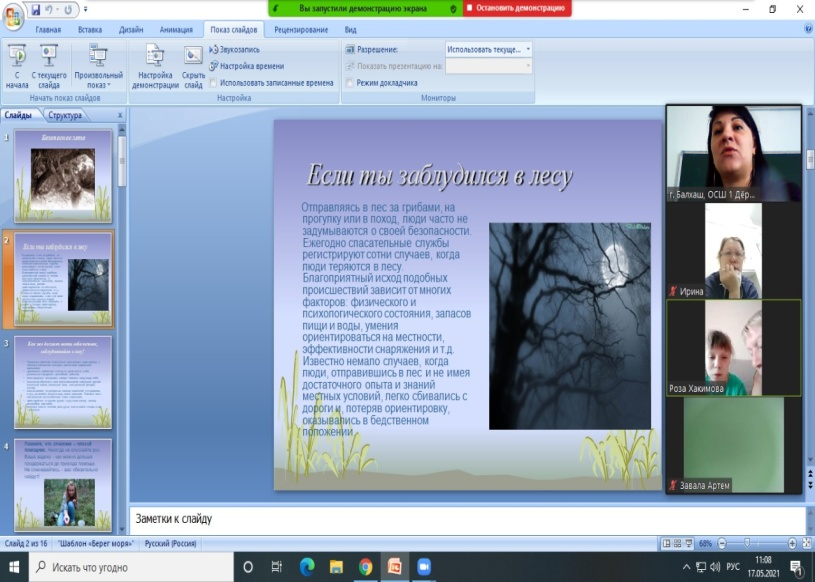 Вы запустили демонстрацию экрана
Остановить демонстрацию
Главная Вставка Дизайн Анимация Показ слайдов Рецензирование Вид
С начала
С текущего слайда
Произвольный показ
Начать показ слайдов
Настройка демонстрации
Скрыть слайд
Звукозапись
Настройка времени
Использовать записанные времена
Настройка
Разрешение:
Использовать текуще...
Показать презентацию на:
Режим докладчика
Мониторы
Слайды Структура
1
2
Если ты заблудился в лесу
3
4
Если ты заблудился в лесу
Отправляясь в лес за грибами, на
прогулку или в поход, люди часто не
задумываются о своей безопасности.
Ежегодно спасательные службы
регистрируют сотни случаев, когда
люди теряются в лесу.
Благоприятный исход подобных
происшествий зависит от многих
факторов: физического и
психологического состояния, запасов
пищи и воды, умения
ориентироваться на местности,
эффективности снаряжения и т.д.
Известно немало случаев, когда
люди, отправившись в лес и не имея
достаточного опыта и знаний
местных условий, легко сбивались с
дороги и, потеряв ориентировку,
оказывались в бедственном
положении.
г. Балхаш, ОСШ 1 Дёр...
Ирина
Роза Хакимова
Завала Артем
Заметки к слайду
Слайд 2 из 16 "Шаблон «Берег моря»" Русский (Россия) 68%
Искать что угодно
РУС
11:08
17.05.2021